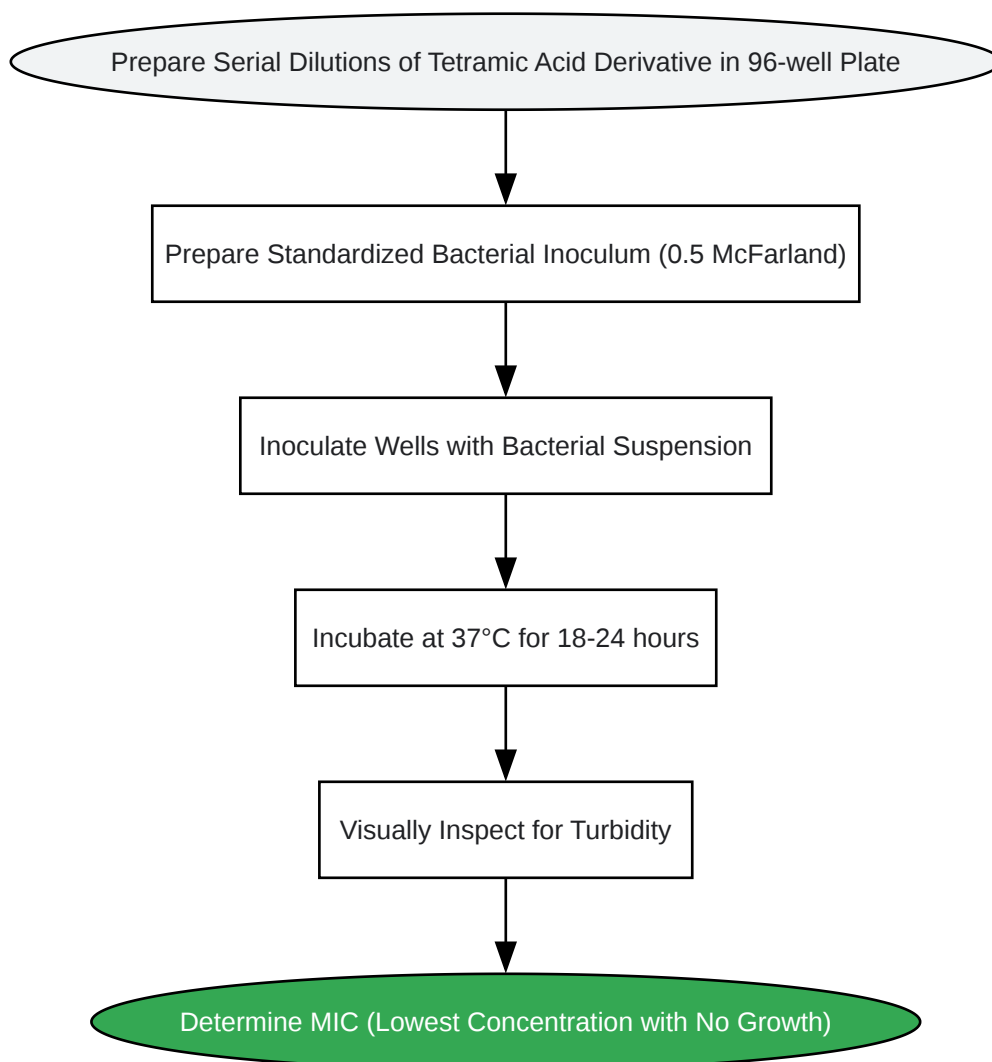 Prepare Serial Dilutions of Tetramic Acid Derivative in 96-well Plate
Prepare Standardized Bacterial Inoculum (0.5 McFarland)
Inoculate Wells with Bacterial Suspension
Incubate at 37°C for 18-24 hours
Visually Inspect for Turbidity
Determine MIC (Lowest Concentration with No Growth)